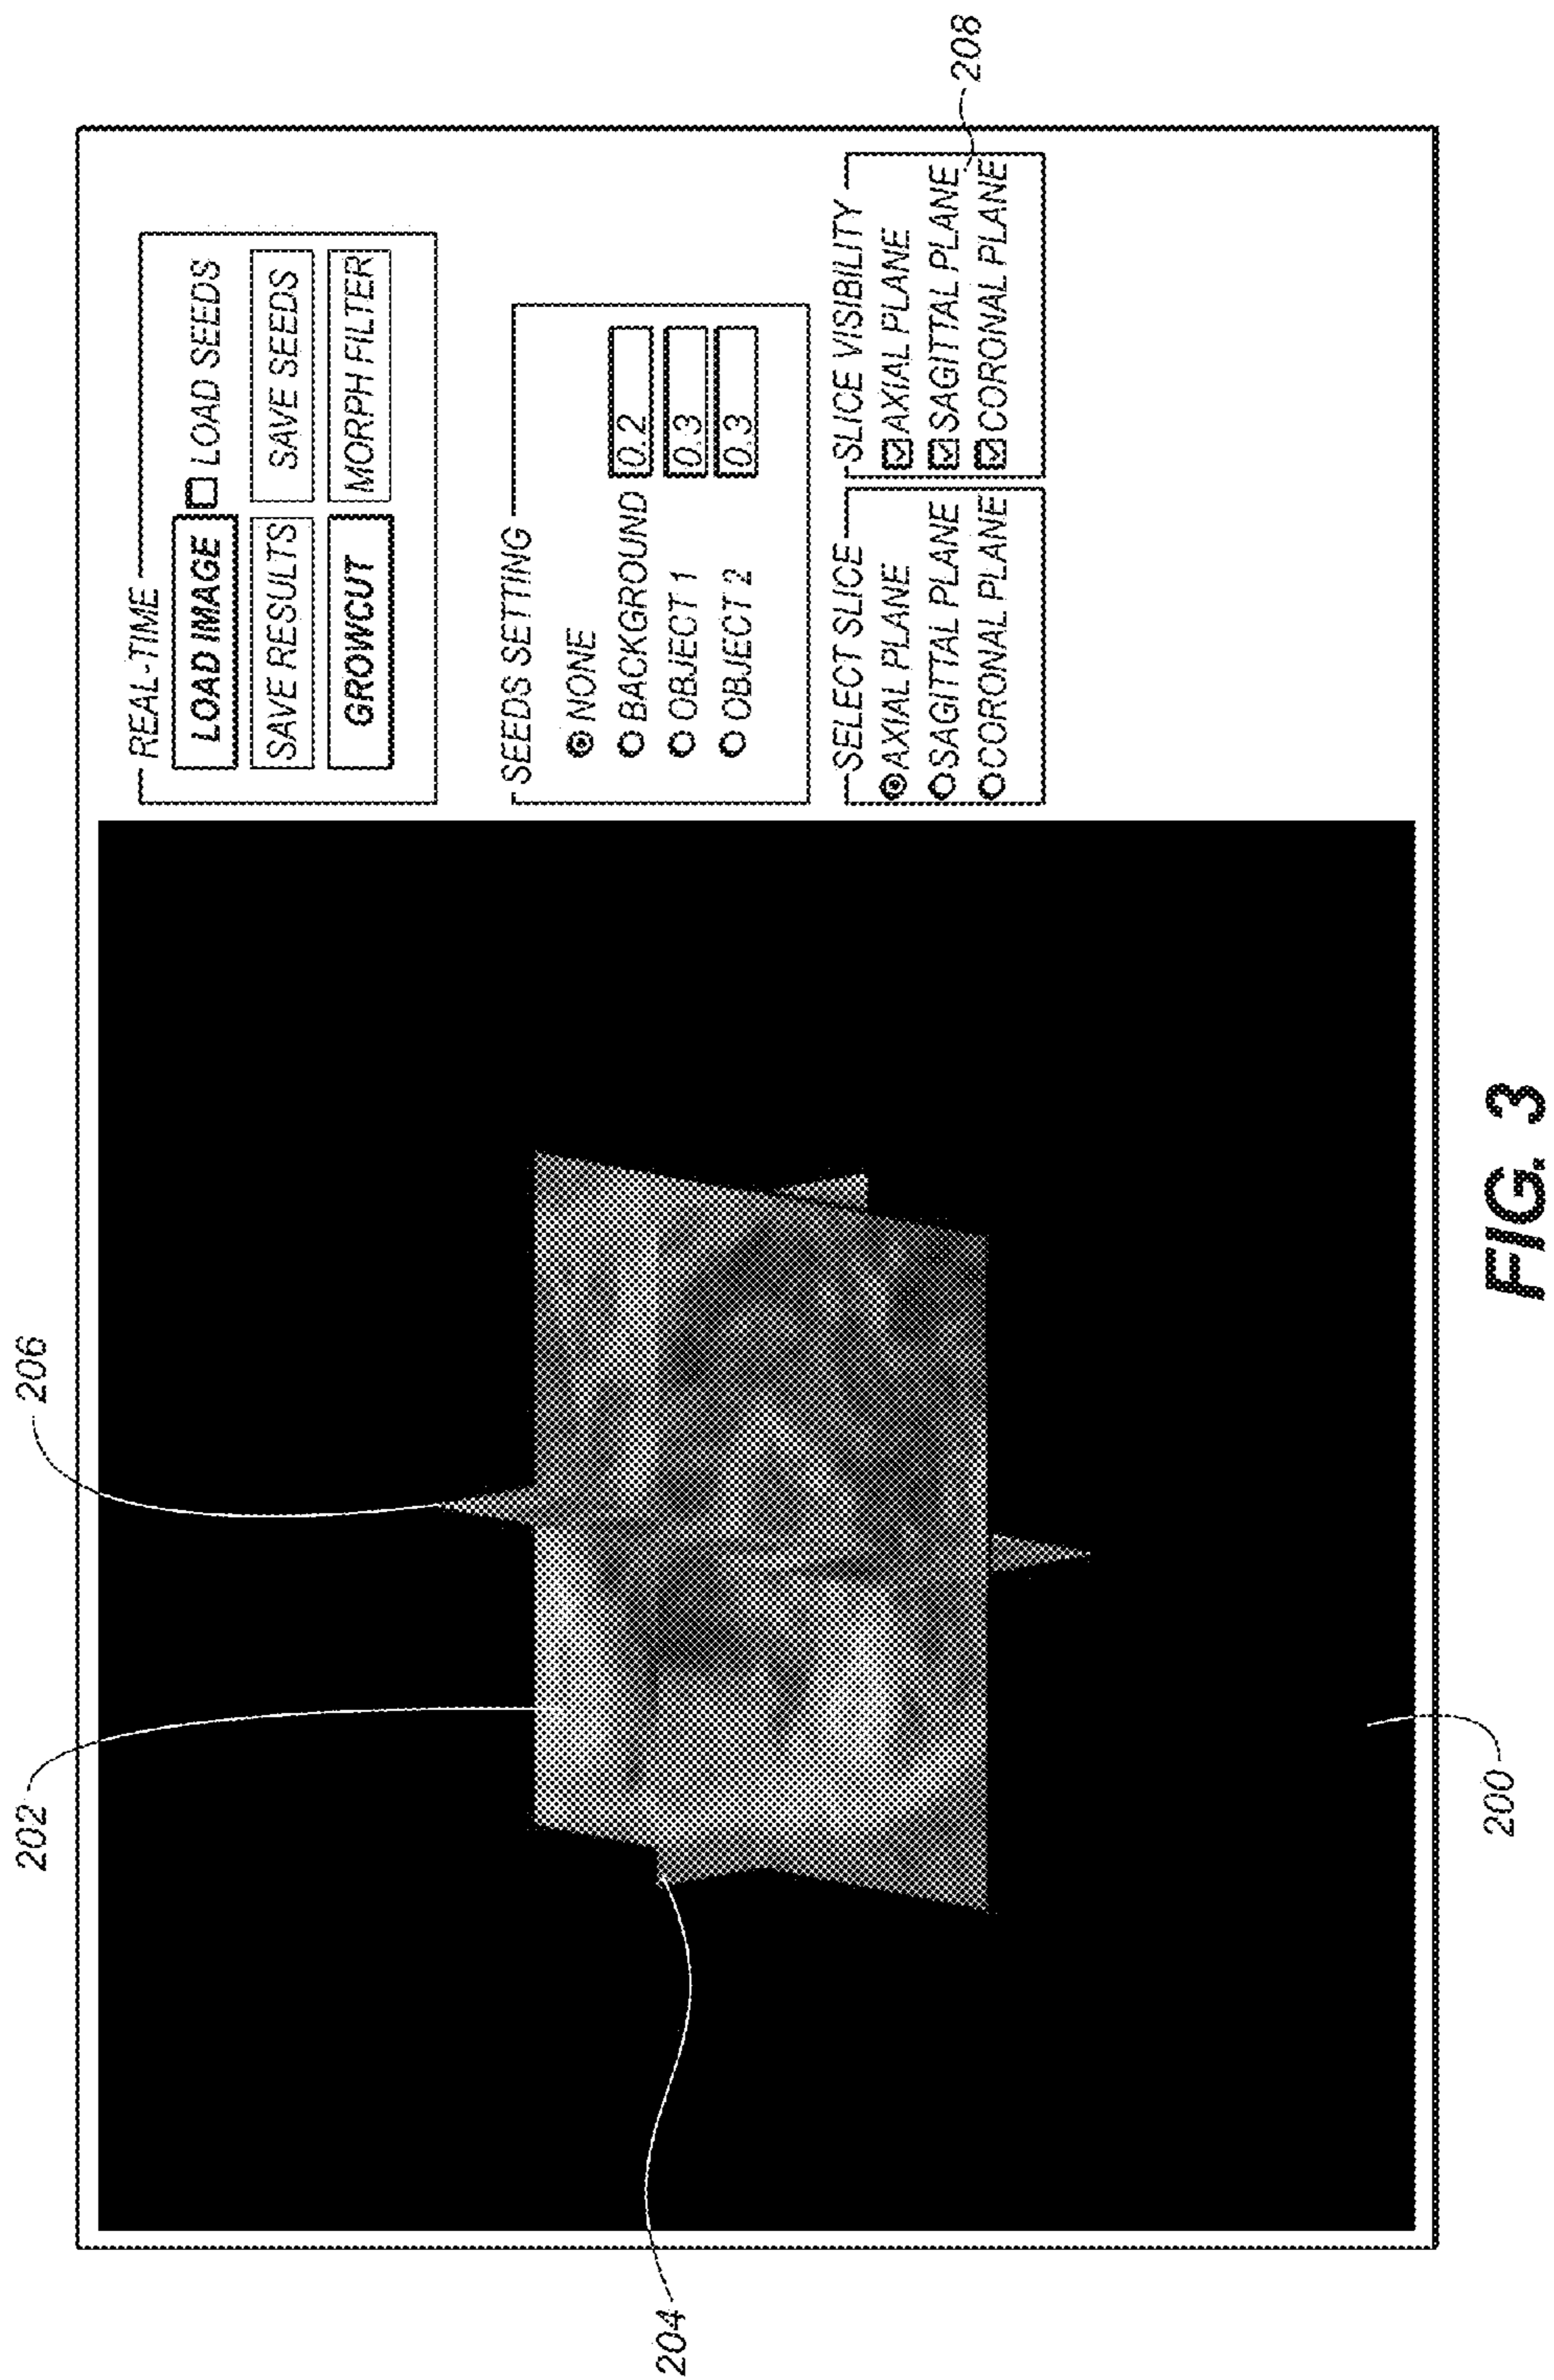 206
202
204
200
208
REAL-TIME
LOAD IMAGE LOAD SEEDS
SAVE RESULTS SAVE SEEDS
GROWCUT MORPH FILTER
SEEDS SETTING
NONE
BACKGROUND 0.2
OBJECT 1 0.3
OBJECT 2 0.3
SELECT SLICE
AXIAL PLANE
SAGITTAL PLANE
CORONAL PLANE
SLICE VISIBILITY
AXIAL PLANE
SAGITTAL PLANE
CORONAL PLANE
FIG. 3